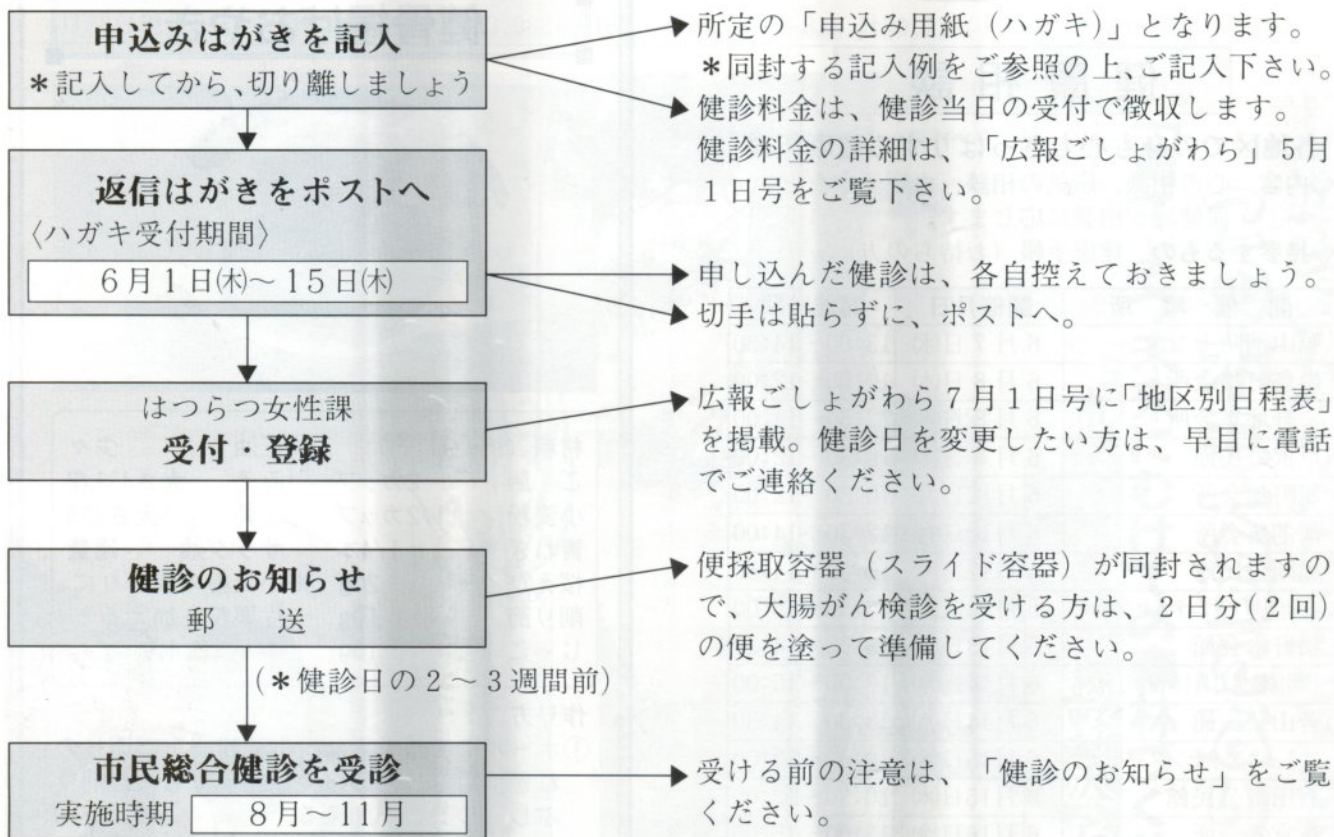 申込みはがきを記入
＊記入してから、切り離しましょう
所定の「申込み用紙（ハガキ）」となります。
＊同封する記入例をご参照の上、ご記入下さい。
健診料金は、健診当日の受付で徴収します。
健診料金の詳細は、「広報ごしょがわら」5月
1日号をご覧下さい。
返信はがきをポストへ
〈ハガキ受付期間〉
6月1日㈭～15日㈭
申し込んだ健診は、各自控えておきましょう。
切手は貼らずに、ポストへ。
はつらつ女性課
受付・登録
広報ごしょがわら7月1日号に「地区別日程表」
を掲載。健診日を変更したい方は、早目に電話
でご連絡ください。
健診のお知らせ
郵　送
（＊健診日の2～3週間前）
便採取容器（スライド容器）が同封されますの
で、大腸がん検診を受ける方は、2日分（2回）
の便を塗って準備してください。
市民総合健診を受診
実施時期　8月～11月
受ける前の注意は、「健診のお知らせ」をご覧
ください。